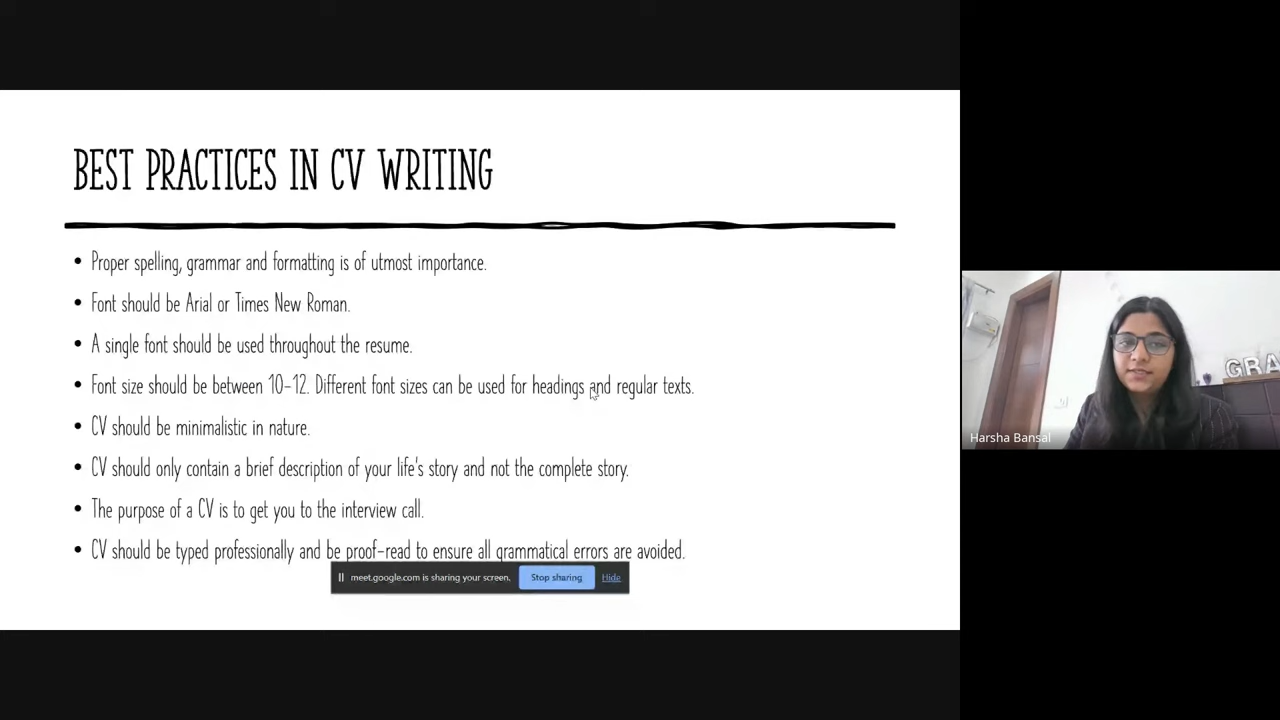 BEST PRACTICES IN CV WRITING
• Proper spelling, grammar and formatting is of utmost importance.
• Font should be Arial or Times New Roman.
• A single font should be used throughout the resume.
• Font size should be between 10-12. Different font sizes can be used for headings and regular texts.
• CV should be minimalistic in nature.
• CV should only contain a brief description of your life's story and not the complete story.
• The purpose of a CV is to get you to the interview call.
• CV should be typed professionally and be proof-read to ensure all grammatical errors are avoided.
meet.google.com is sharing your screen. Stop sharing Hide
GRA
Harsha Bansal